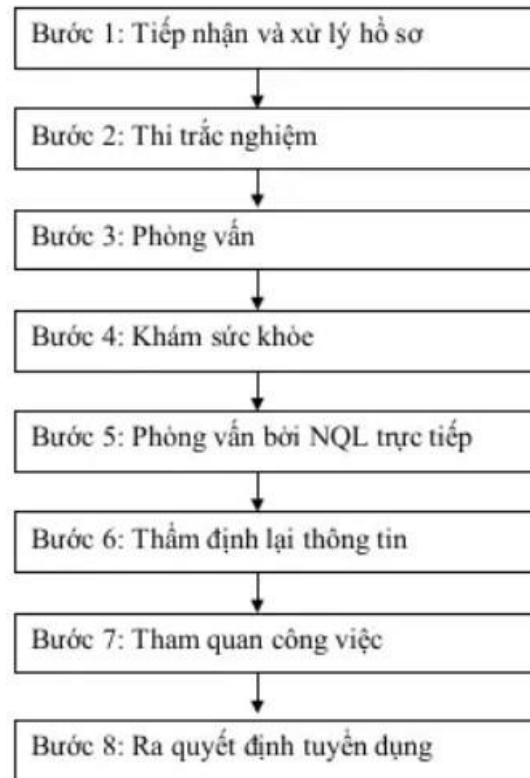 Bước 1: Tiếp nhận và xử lý hồ sơ
Bước 2: Thi trắc nghiệm
Bước 3: Phỏng vấn
Bước 4: Khám sức khỏe
Bước 5: Phỏng vấn bởi NQL trực tiếp
Bước 6: Thẩm định lại thông tin
Bước 7: Tham quan công việc
Bước 8: Ra quyết định tuyển dụng